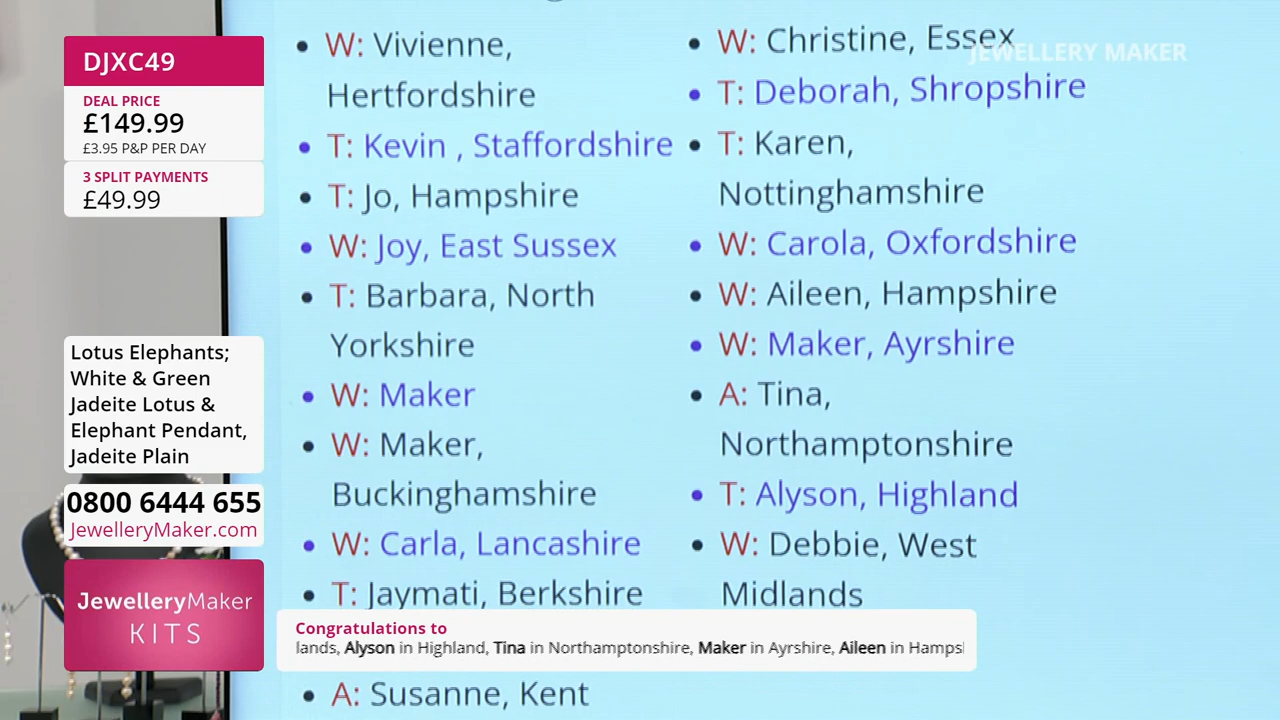 DJXC49
DEAL PRICE
£149.99
£3.95 P&P PER DAY
3 SPLIT PAYMENTS
£49.99
Lotus Elephants;
White & Green
Jadeite Lotus &
Elephant Pendant,
Jadeite Plain
0800 6444 655
JewelleryMaker.com
JewelleryMaker
KITS
• W: Vivienne,
Hertfordshire
• T: Kevin , Staffordshire
• T: Jo, Hampshire
• W: Joy, East Sussex
• T: Barbara, North
Yorkshire
• W: Maker
• W: Maker,
Buckinghamshire
• W: Carla, Lancashire
• T: Jaymati, Berkshire
• A: Susanne, Kent
JEWELLERY MAKER
• W: Christine, Essex
• T: Deborah, Shropshire
• T: Karen,
Nottinghamshire
• W: Carola, Oxfordshire
• W: Aileen, Hampshire
• W: Maker, Ayrshire
• A: Tina,
Northamptonshire
• T: Alyson, Highland
• W: Debbie, West
Midlands
Congratulations to
lands, Alyson in Highland, Tina in Northamptonshire, Maker in Ayrshire, Aileen in Hamps